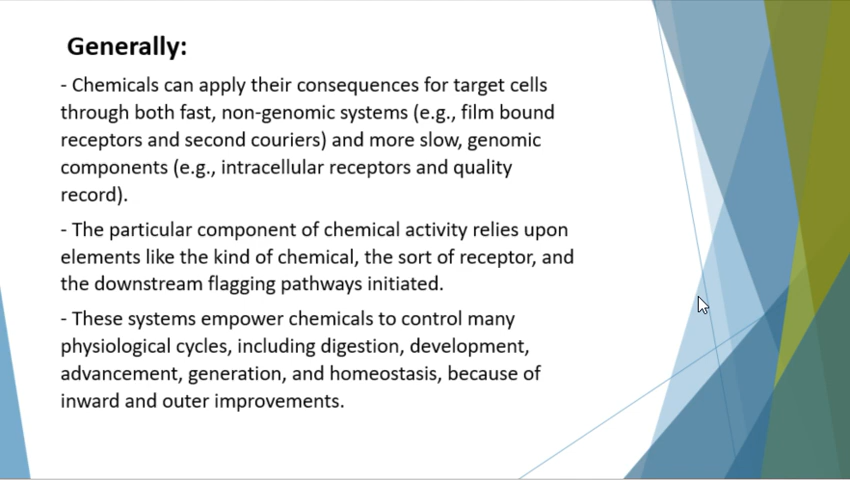 Generally:
- Chemicals can apply their consequences for target cells
through both fast, non-genomic systems (e.g., film bound
receptors and second couriers) and more slow, genomic
components (e.g., intracellular receptors and quality
record).
- The particular component of chemical activity relies upon
elements like the kind of chemical, the sort of receptor, and
the downstream flagging pathways initiated.
- These systems empower chemicals to control many
physiological cycles, including digestion, development,
advancement, generation, and homeostasis, because of
inward and outer improvements.